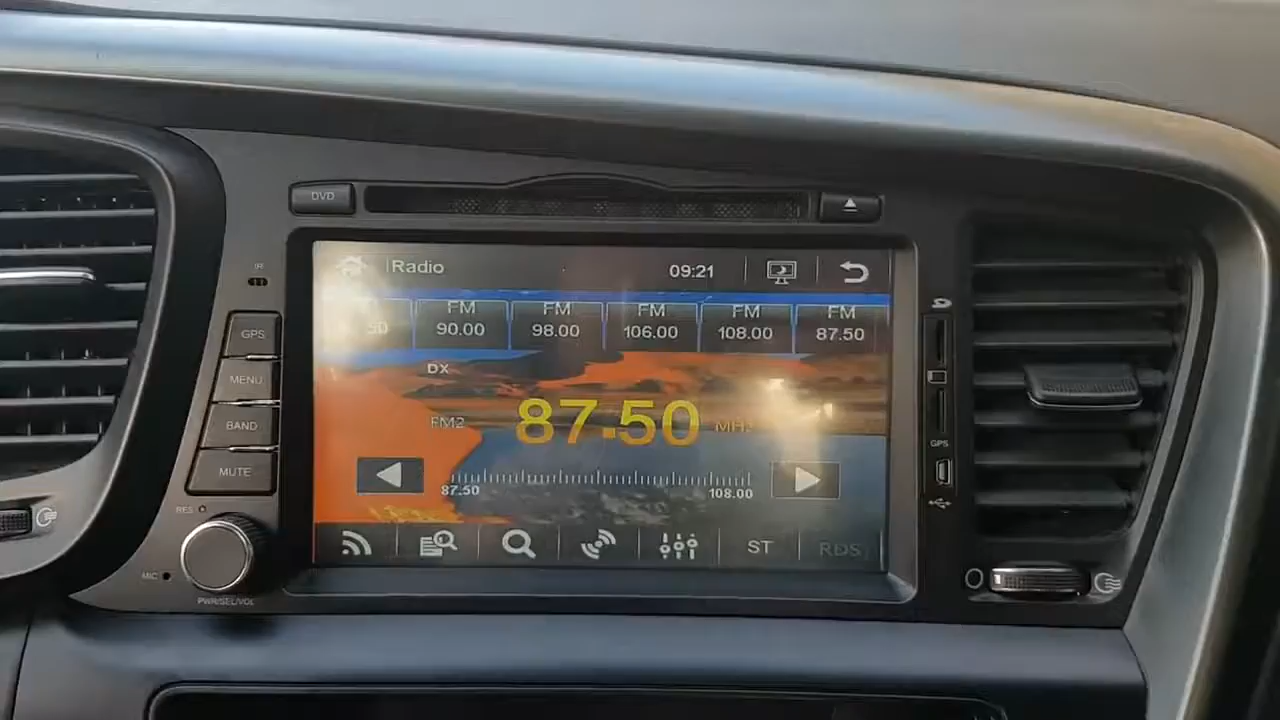 DVD
IR
Radio
09:21
FM FM FM FM FM
50 90.00 98.00 106.00 108.00 87.50
GPS
MENU
BAND
MUTE
DX
FM2 87.50 MHz
87.50 108.00
GPS
RES
ST RDS
MIC
PWR/SEL/VOL